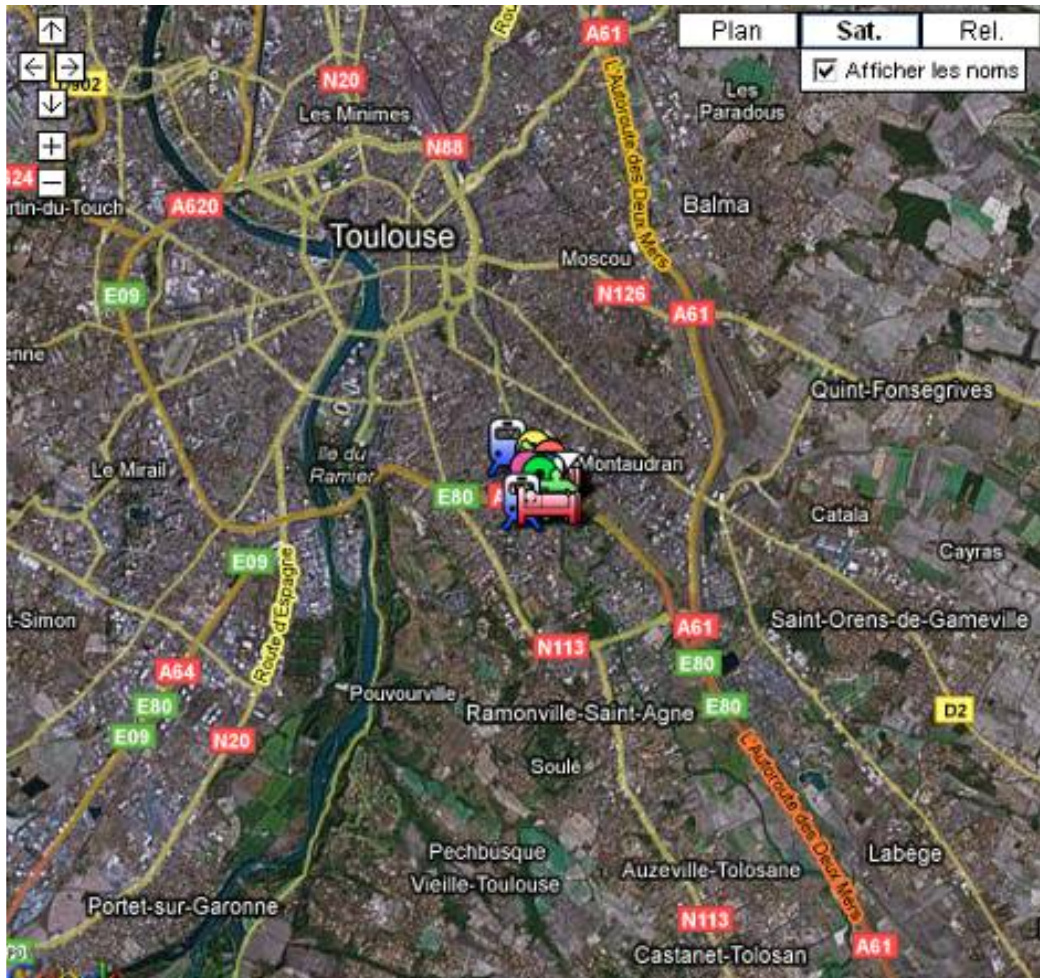 A61
Plan
Sat.
Rel.
Afficher les noms
N20
Les Minimes
Les
Paradous
L'Autoroute des Deux Mers
N88
A620
Balma
Toulouse
Moscou
E09
N126
A61
Quint-Fonsegrives
Le Mirail
Ile du
Ramier
Montaudran
E80
Catala
Cayras
E09
Route d'Espagne
A61
Saint-Orens-de-Gameville
N113
E80
A64
Pouvourville
Ramonville-Saint-Agne
E80
D2
E80
E09
N20
Soule
L'Autoroute des Deux Mers
Pechbusque
Vieille-Toulouse
Auzeville-Tolosane
Labège
Portet-sur-Garonne
N113
A61
Castanet-Tolosan